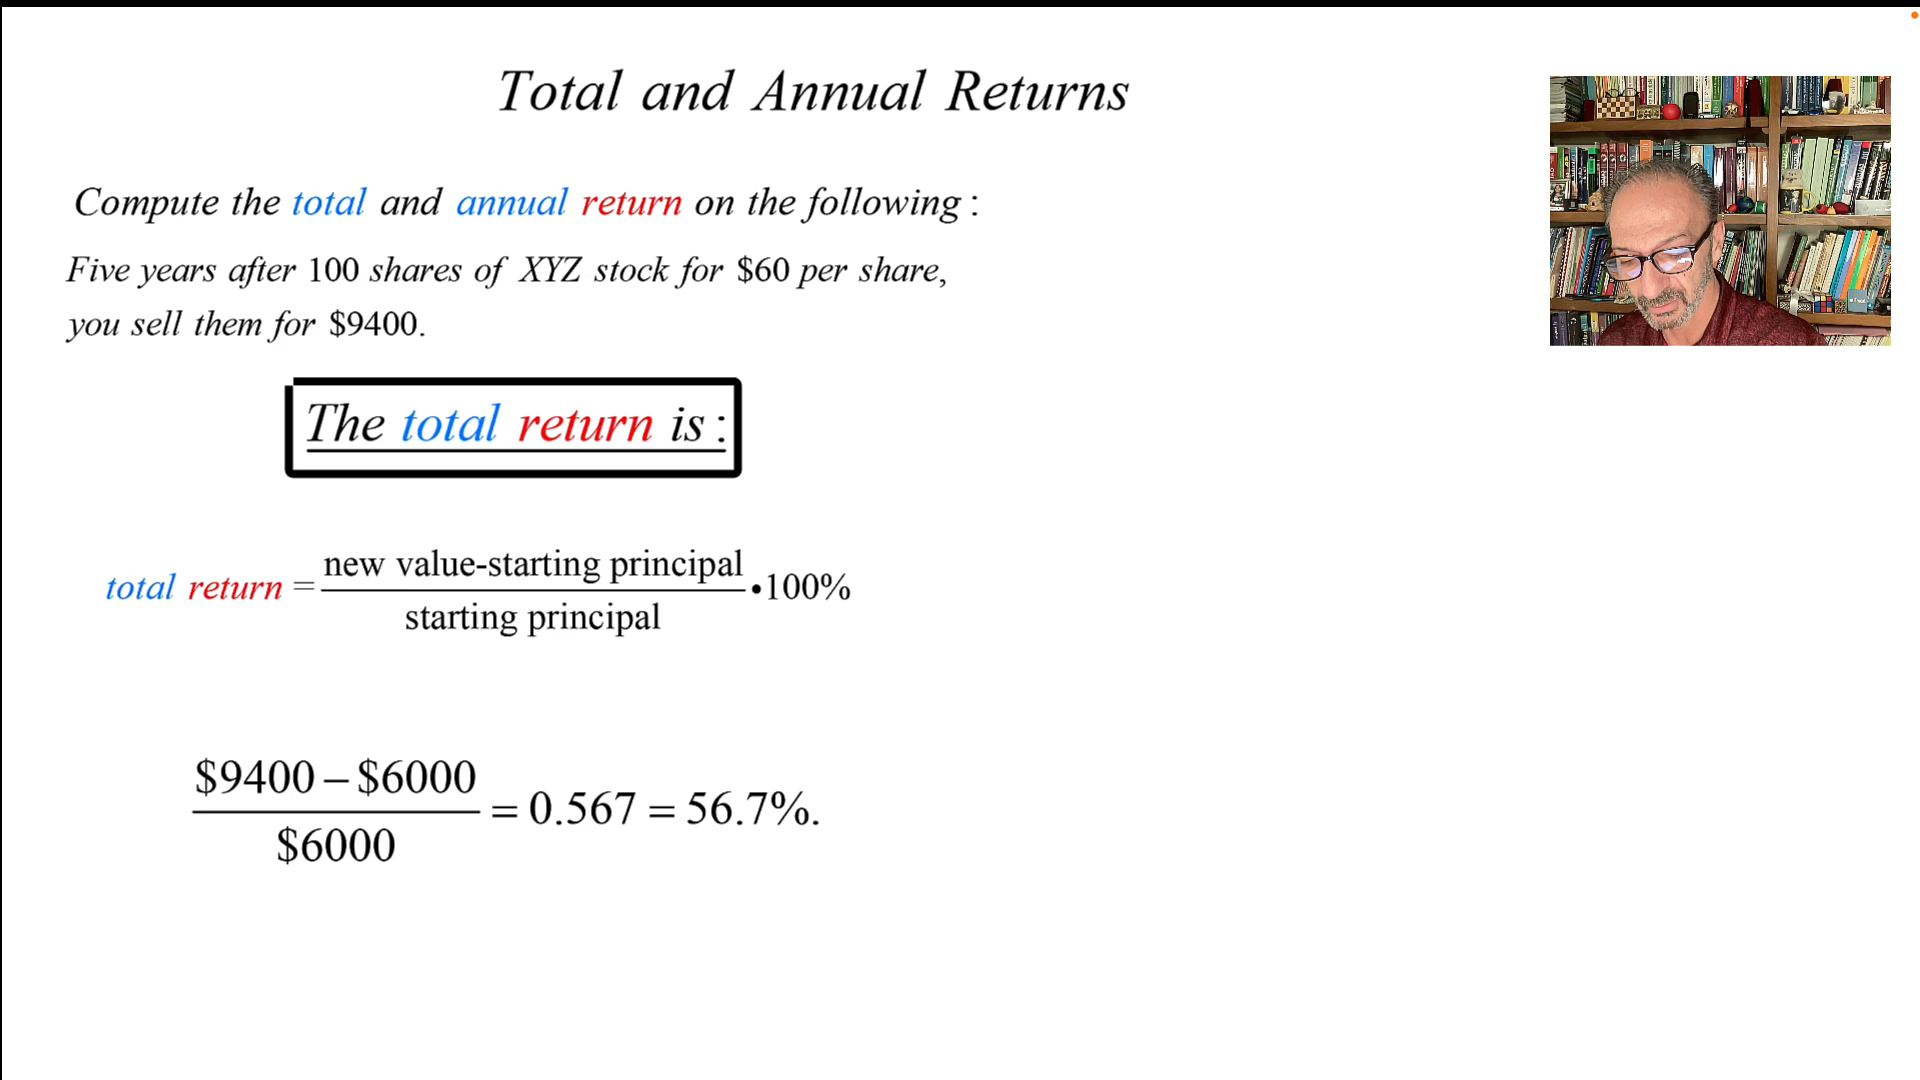 Total and Annual Returns
Compute the total and annual return on the following :
Five years after 100 shares of XYZ stock for $60 per share,
you sell them for $9400.
The total return is :
total return = new value-starting principal / starting principal •100%
$9400 – $6000 / $6000 = 0.567 = 56.7%.